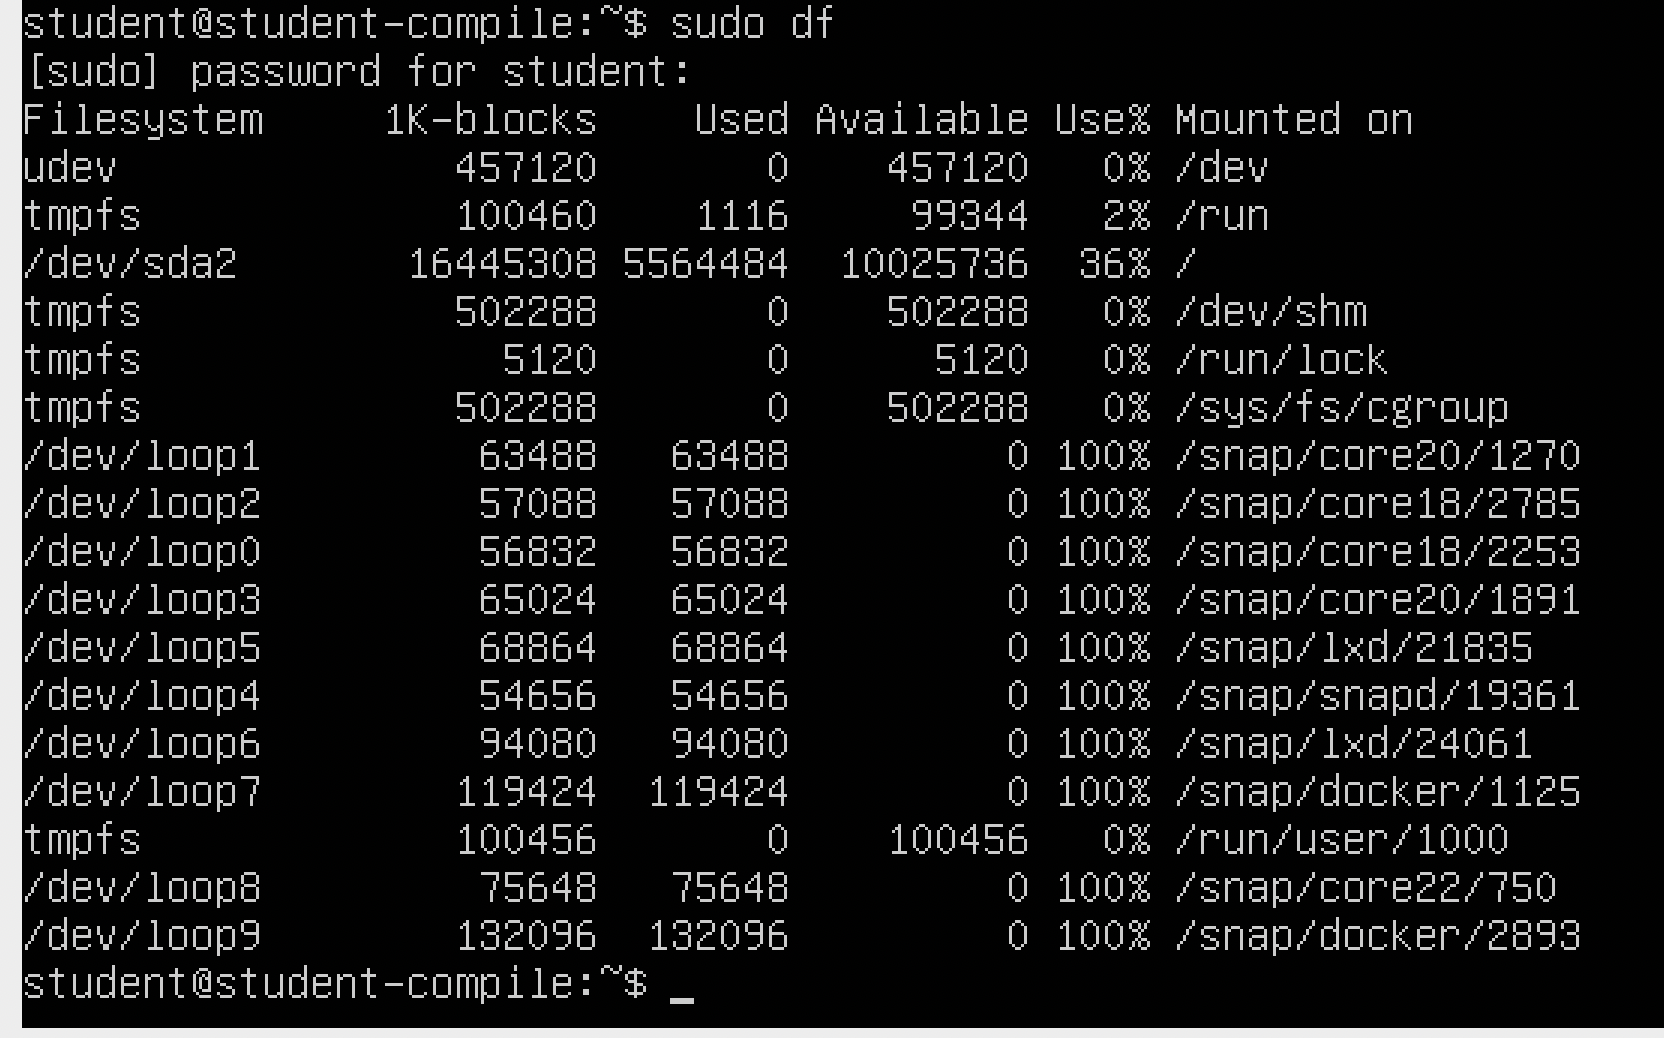 student@student-compile:~$ sudo df
[sudo] password for student:
Filesystem     1K-blocks    Used Available Use% Mounted on
udev              457120       0    457120   0% /dev
tmpfs             100460    1116     99344   2% /run
/dev/sda2       16445308 5564484  10025736  36% /
tmpfs             502288       0    502288   0% /dev/shm
tmpfs               5120       0      5120   0% /run/lock
tmpfs             502288       0    502288   0% /sys/fs/cgroup
/dev/loop1         63488   63488         0 100% /snap/core20/1270
/dev/loop2         57088   57088         0 100% /snap/core18/2785
/dev/loop0         56832   56832         0 100% /snap/core18/2253
/dev/loop3         65024   65024         0 100% /snap/core20/1891
/dev/loop5         68864   68864         0 100% /snap/lxd/21835
/dev/loop4         54656   54656         0 100% /snap/snapd/19361
/dev/loop6         94080   94080         0 100% /snap/lxd/24061
/dev/loop7        119424  119424         0 100% /snap/docker/1125
tmpfs             100456       0    100456   0% /run/user/1000
/dev/loop8         75648   75648         0 100% /snap/core22/750
/dev/loop9        132096  132096         0 100% /snap/docker/2893
student@student-compile:~$ _